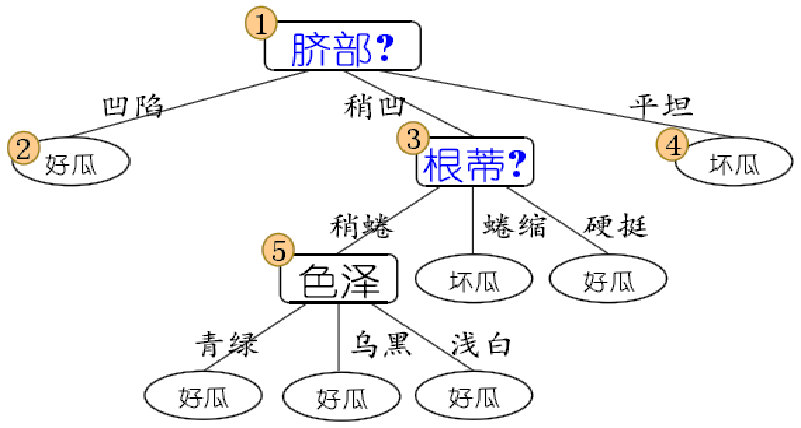 1
脐部?
凹陷 稍凹 平坦
2 好瓜 3 根蒂? 4 坏瓜
稍蜷 蜷缩 硬挺
5 色泽 坏瓜 好瓜
青绿 乌黑 浅白
好瓜 好瓜 好瓜